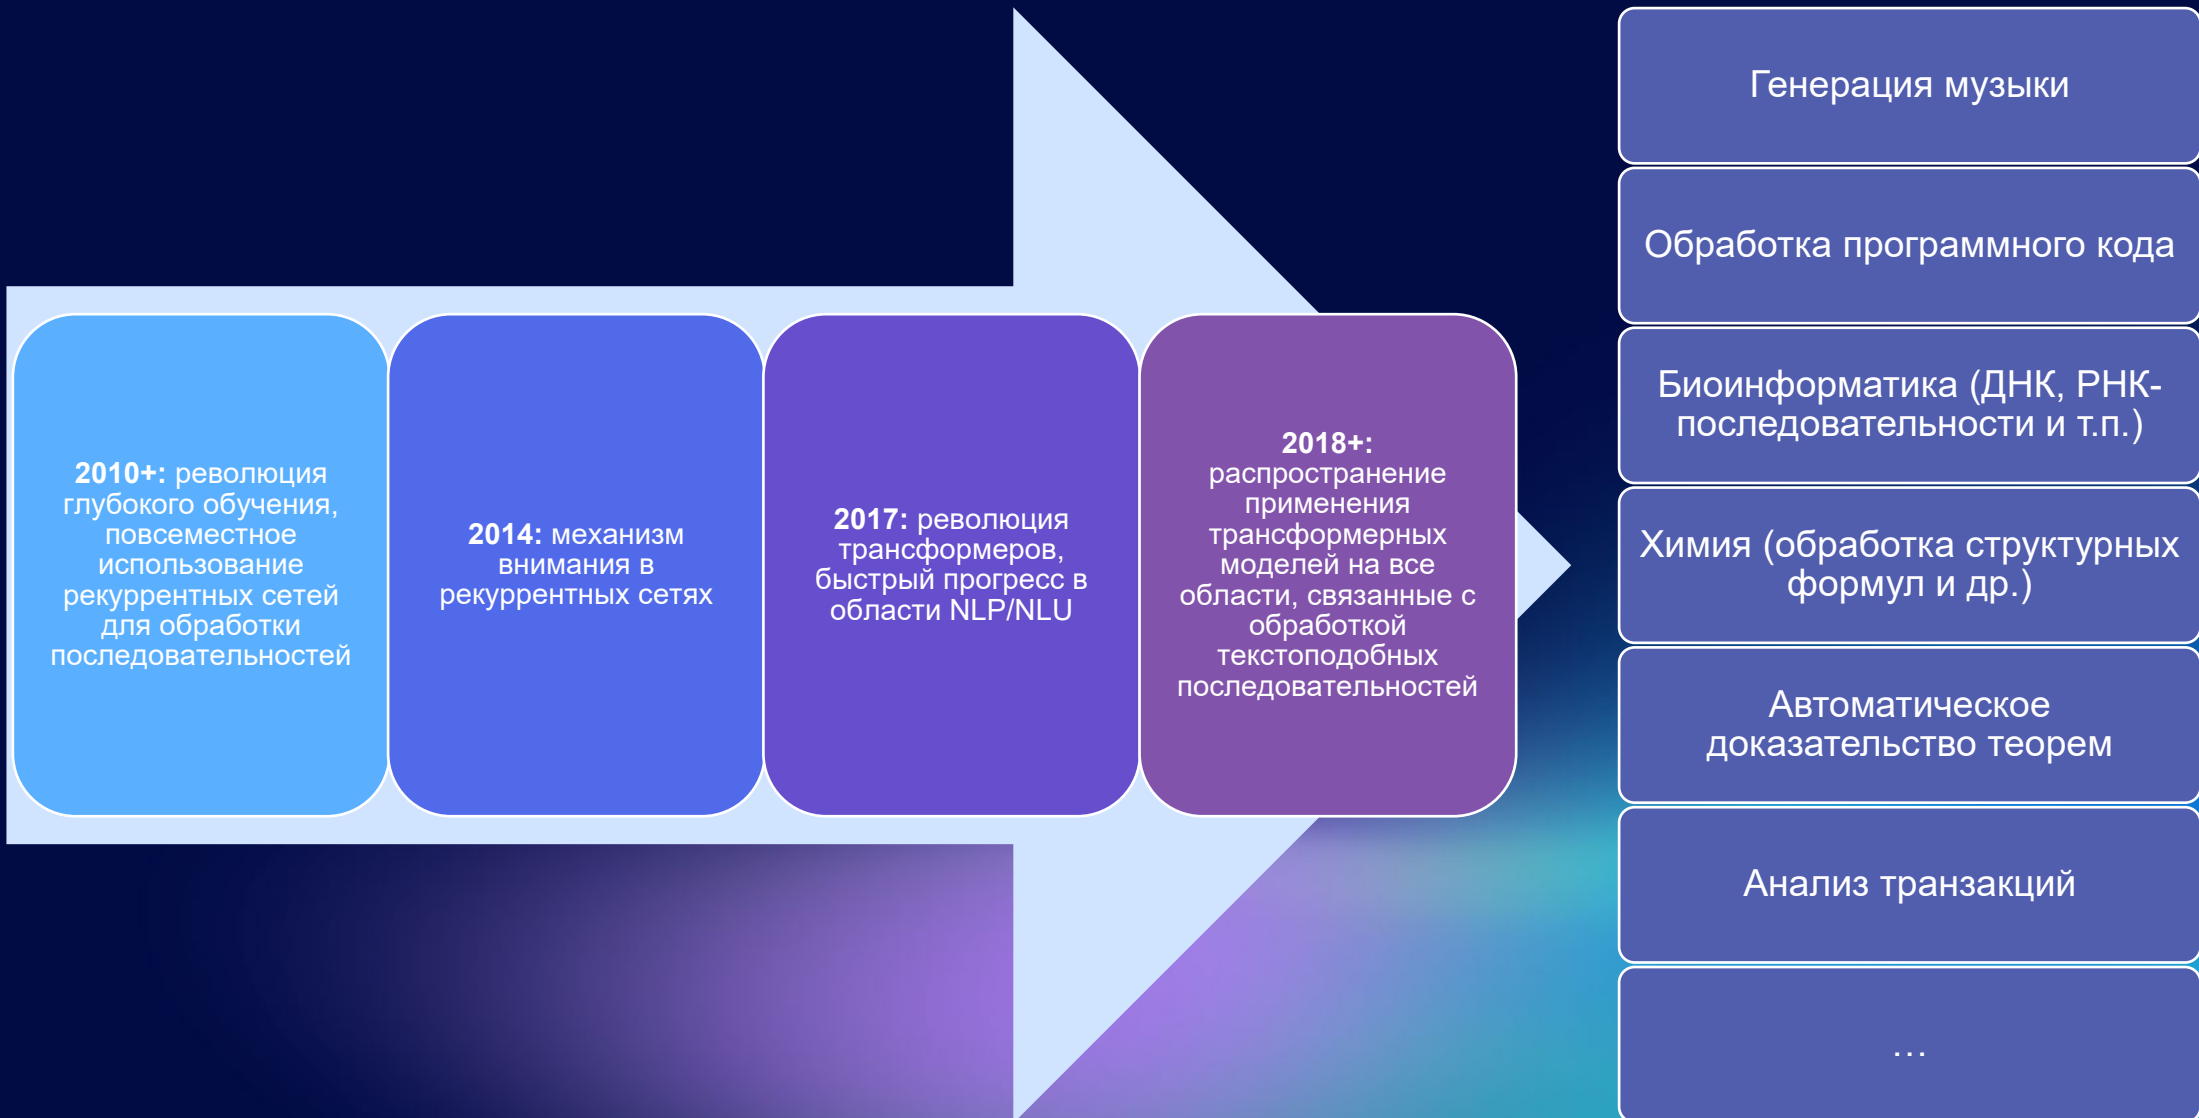 2010+: революция
глубокого обучения,
повсеместное
использование
рекуррентных сетей
для обработки
последовательностей
2014: механизм
внимания в
рекуррентных сетях
2017: революция
трансформеров,
быстрый прогресс в
области NLP/NLU
2018+:
распространение
применения
трансформерных
моделей на все
области, связанные с
обработкой
текстоподобных
последовательностей
Генерация музыки
Обработка программного кода
Биоинформатика (ДНК, РНК-
последовательности и т.п.)
Химия (обработка структурных
формул и др.)
Автоматическое
доказательство теорем
Анализ транзакций
...